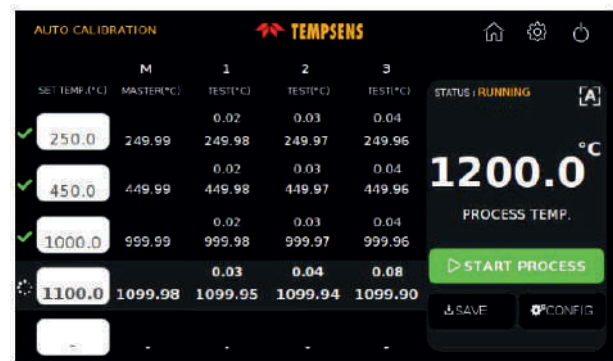 AUTO CALIBRATION
TEMPSENS
M 1 2 3
SET TEMP.(°C) MASTER(°C) TEST(°C) TEST(°C) TEST(°C)
0.02 0.03 0.04
250.0 249.99 249.98 249.97 249.96
0.02 0.03 0.04
450.0 449.99 449.98 449.97 449.96
0.02 0.03 0.04
1000.0 999.99 999.98 999.97 999.96
0.03 0.04 0.08
1100.0 1099.98 1099.95 1099.94 1099.90
- - - - -
STATUS : RUNNING
[A]
1200.0 °C
PROCESS TEMP.
START PROCESS
SAVE
CONFIG